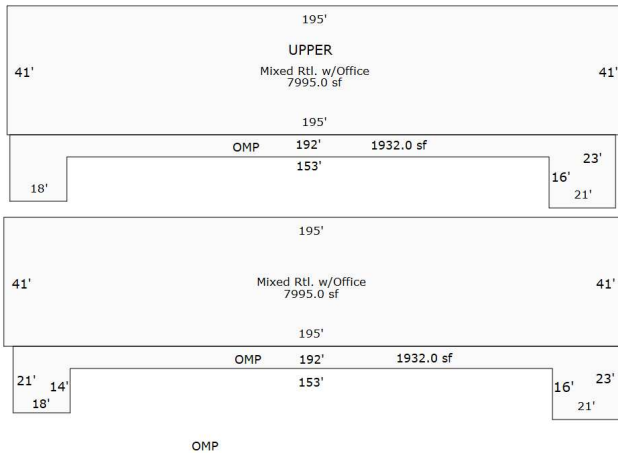 195'
UPPER
41' Mixed Rtl. w/Office 41'
7995.0 sf
195'
OMP 192' 1932.0 sf
153' 23'
16'
18' 21'
195'
41' Mixed Rtl. w/Office 41'
7995.0 sf
195'
OMP 192' 1932.0 sf
21' 14' 153' 16' 23'
18' 21'
OMP